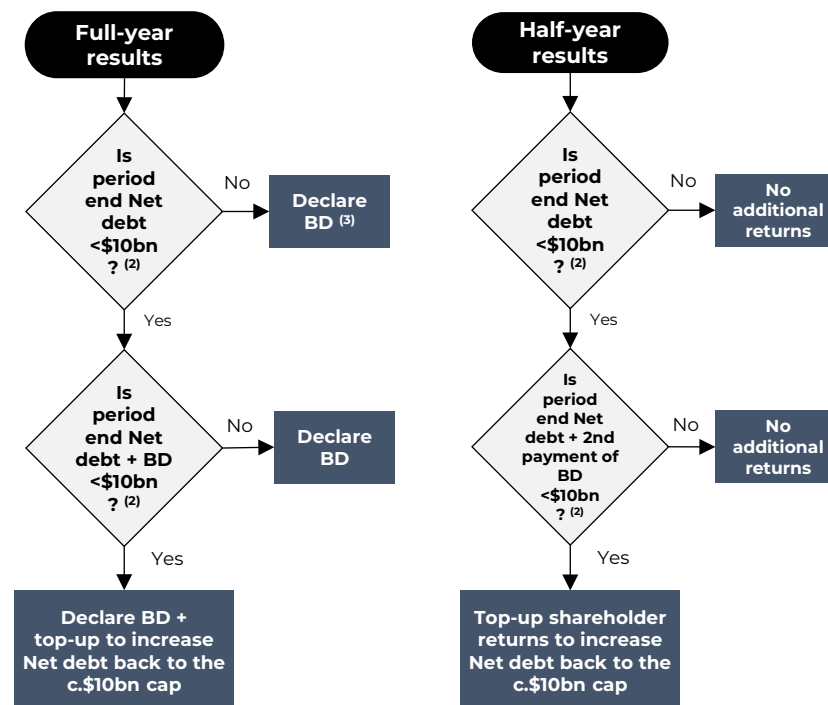 Full-year
results
Is
period
end Net
debt
<$10bn
? (2)
No
Declare
BD (3)
Yes
Is
period
end Net
debt + BD
<$10bn
? (2)
No
Declare
BD
Yes
Declare BD +
top-up to increase
Net debt back to the
c.$10bn cap
Half-year
results
Is
period
end Net
debt
<$10bn
? (2)
No
No
additional
returns
Yes
Is
period
end Net
debt + 2nd
payment of
BD
<$10bn
? (2)
No
No
additional
returns
Yes
Top-up shareholder
returns to increase
Net debt back to the
c.$10bn cap